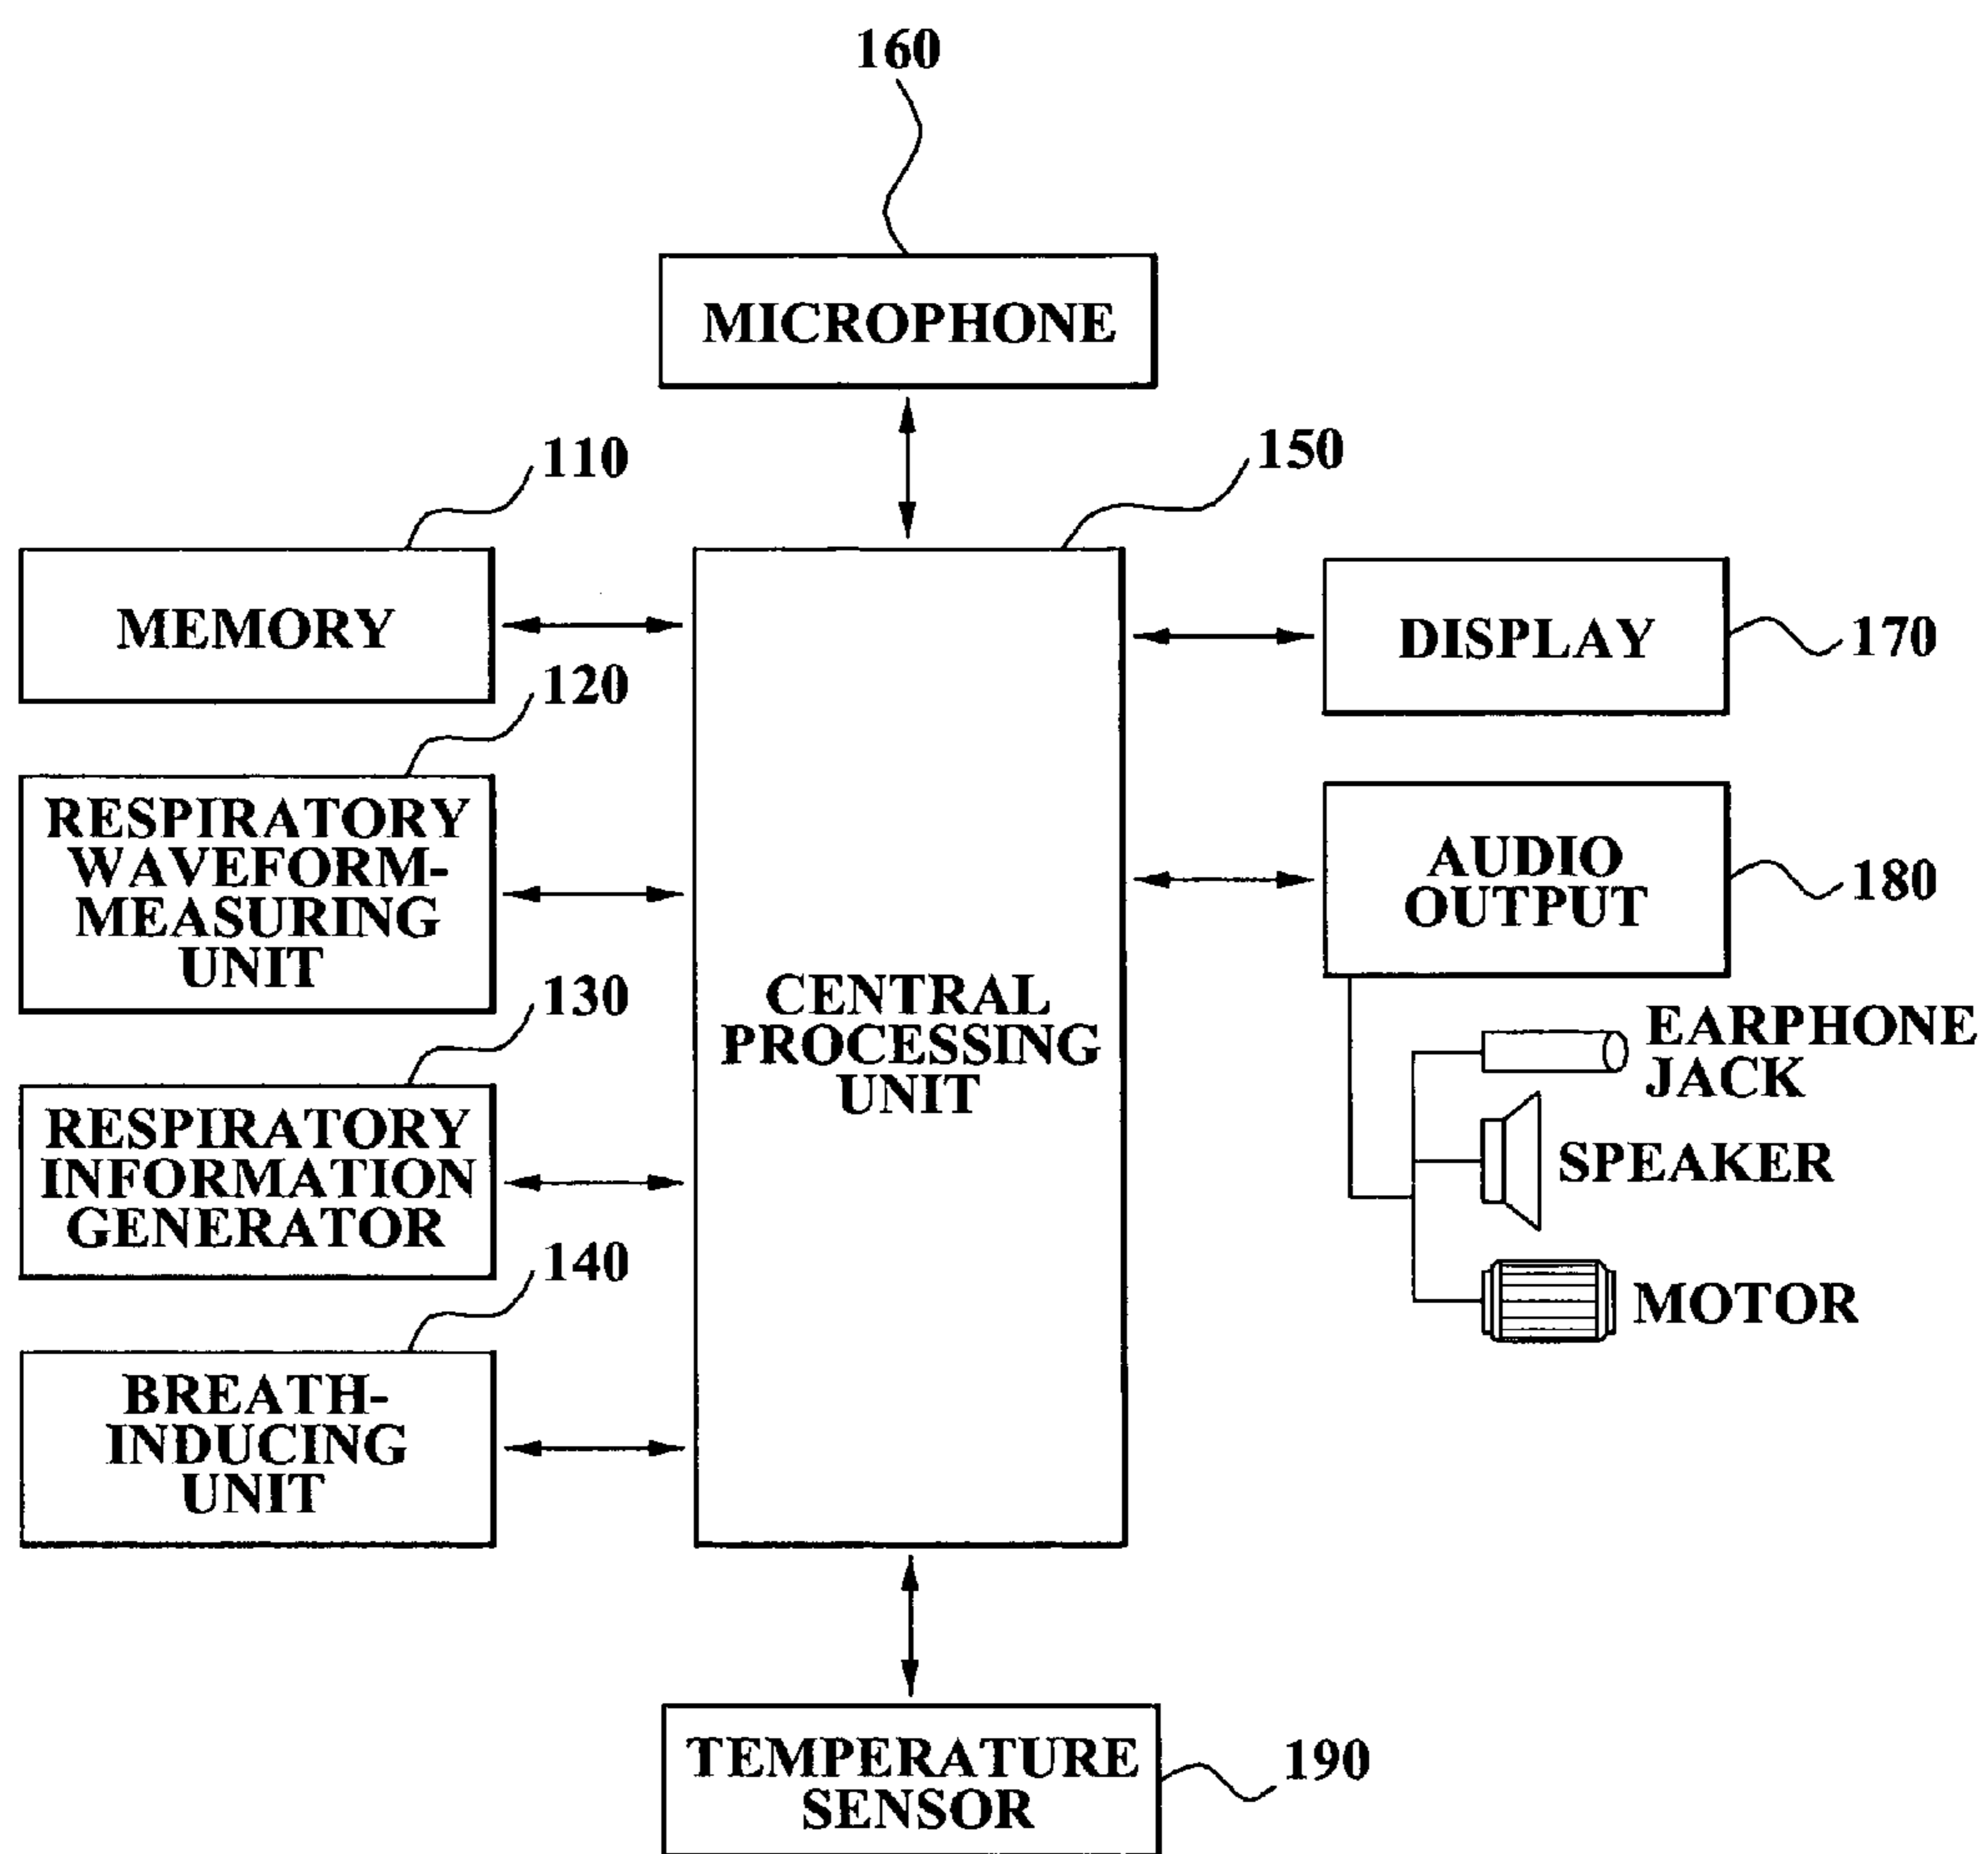 160
MICROPHONE
110
150
MEMORY
DISPLAY
170
120
RESPIRATORY
WAVEFORM-
MEASURING
UNIT
AUDIO
OUTPUT
180
130
RESPIRATORY
INFORMATION
GENERATOR
CENTRAL
PROCESSING
UNIT
EARPHONE
JACK
SPEAKER
MOTOR
140
BREATH-
INDUCING
UNIT
TEMPERATURE
SENSOR
190